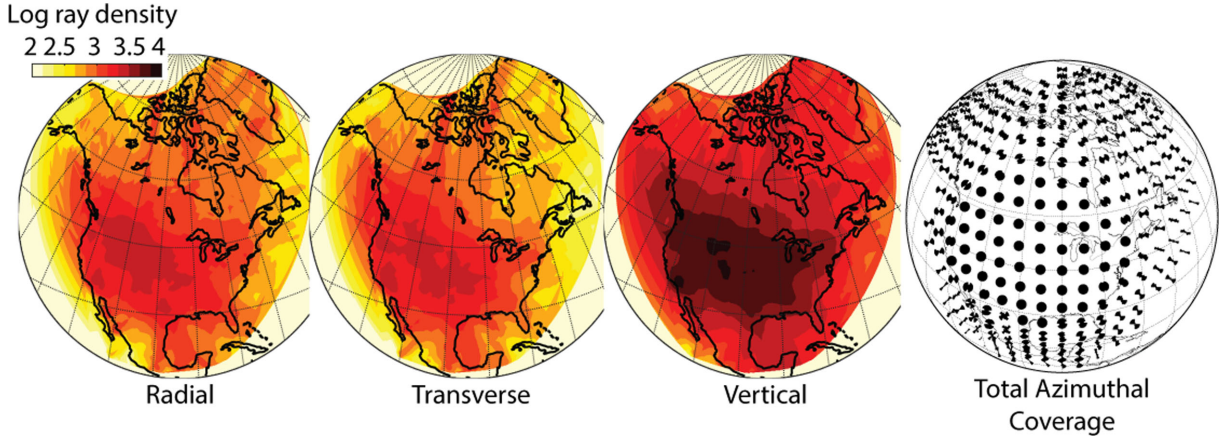 Log ray density
2 2.5 3 3.5 4
Radial
Transverse
Vertical
Total Azimuthal
Coverage